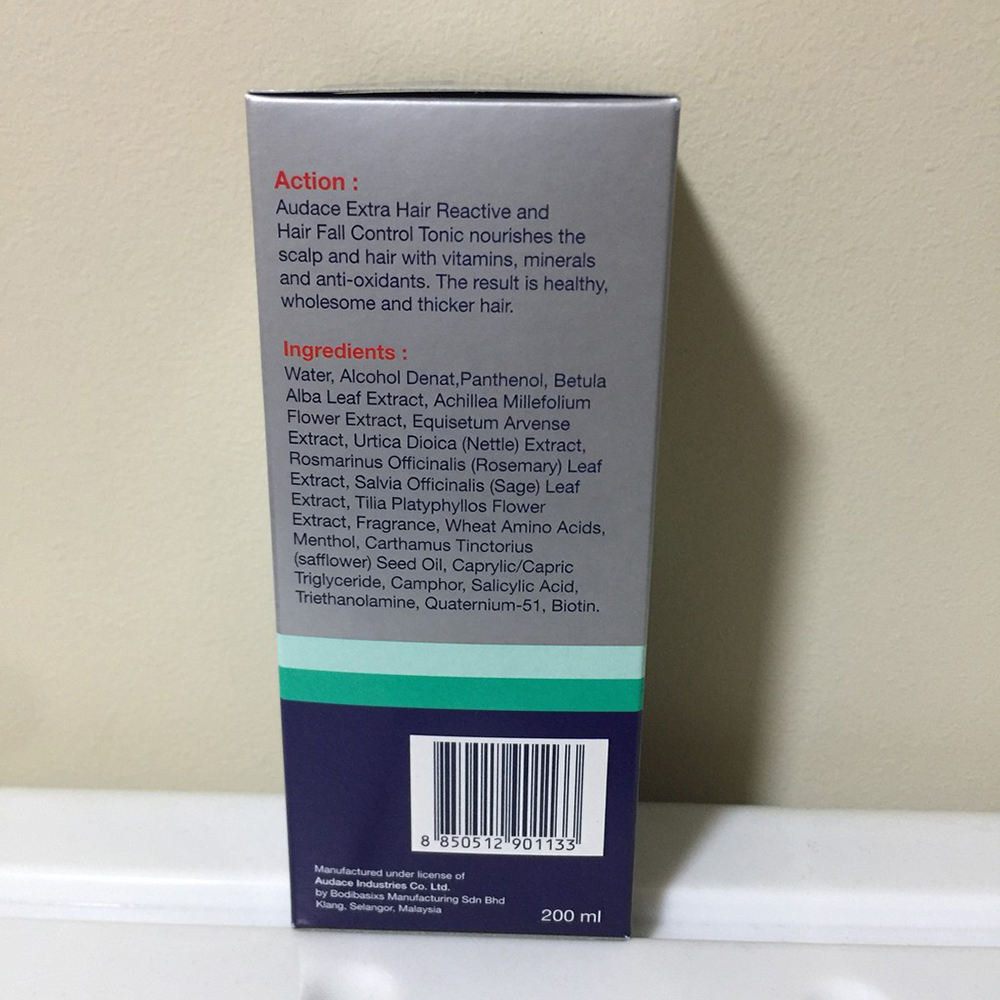 Action :
Audace Extra Hair Reactive and
Hair Fall Control Tonic nourishes the
scalp and hair with vitamins, minerals
and anti-oxidants. The result is healthy,
wholesome and thicker hair.
Ingredients :
Water, Alcohol Denat,Panthenol, Betula
Alba Leaf Extract, Achillea Millefolium
Flower Extract, Equisetum Arvense
Extract, Urtica Dioica (Nettle) Extract,
Rosmarinus Officinalis (Rosemary) Leaf
Extract, Salvia Officinalis (Sage) Leaf
Extract, Tilia Platyphyllos Flower
Extract, Fragrance, Wheat Amino Acids,
Menthol, Carthamus Tinctorius
(safflower) Seed Oil, Caprylic/Capric
Triglyceride, Camphor, Salicylic Acid,
Triethanolamine, Quaternium-51, Biotin.
8 850512 901133
Manufactured under license of
Audace Industries Co. Ltd.
by Bodibasixs Manufacturing Sdn Bhd
Klang, Selangor, Malaysia
200 ml